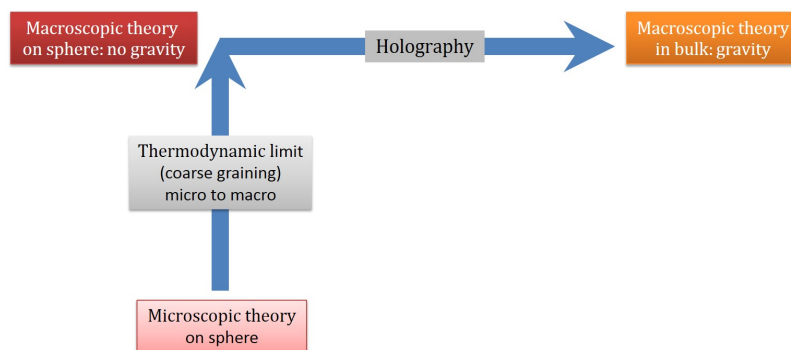 Macroscopic theory
on sphere: no gravity
Holography
Macroscopic theory
in bulk: gravity
Thermodynamic limit
(coarse graining)
micro to macro
Microscopic theory
on sphere